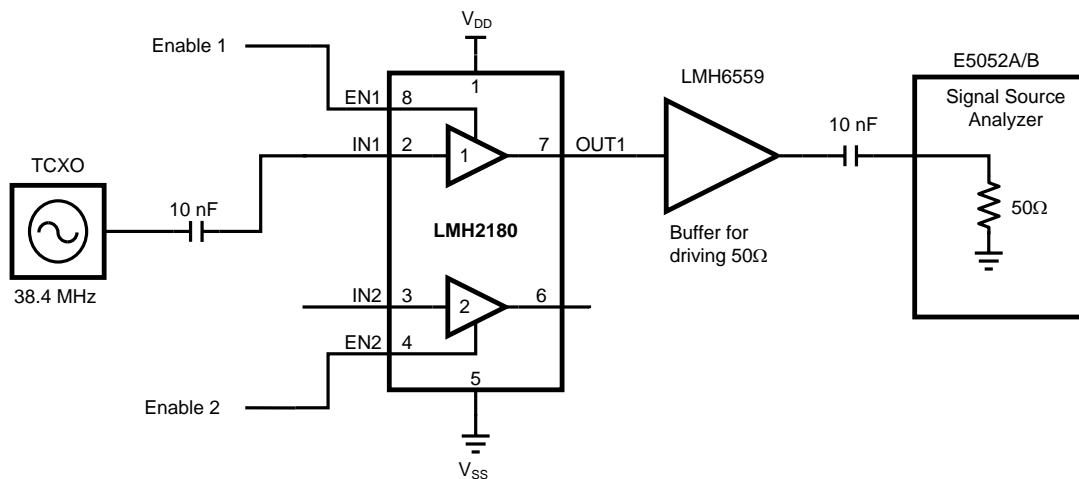 V_DD
Enable 1
1
EN1 8
E5052A/B
LMH6559
Signal Source
Analyzer
10 nF
IN1 2
1
7 OUT1
TCXO
10 nF
50Ω
LMH2180
Buffer for
driving 50Ω
38.4 MHz
IN2 3
2
6
EN2 4
5
Enable 2
V_SS